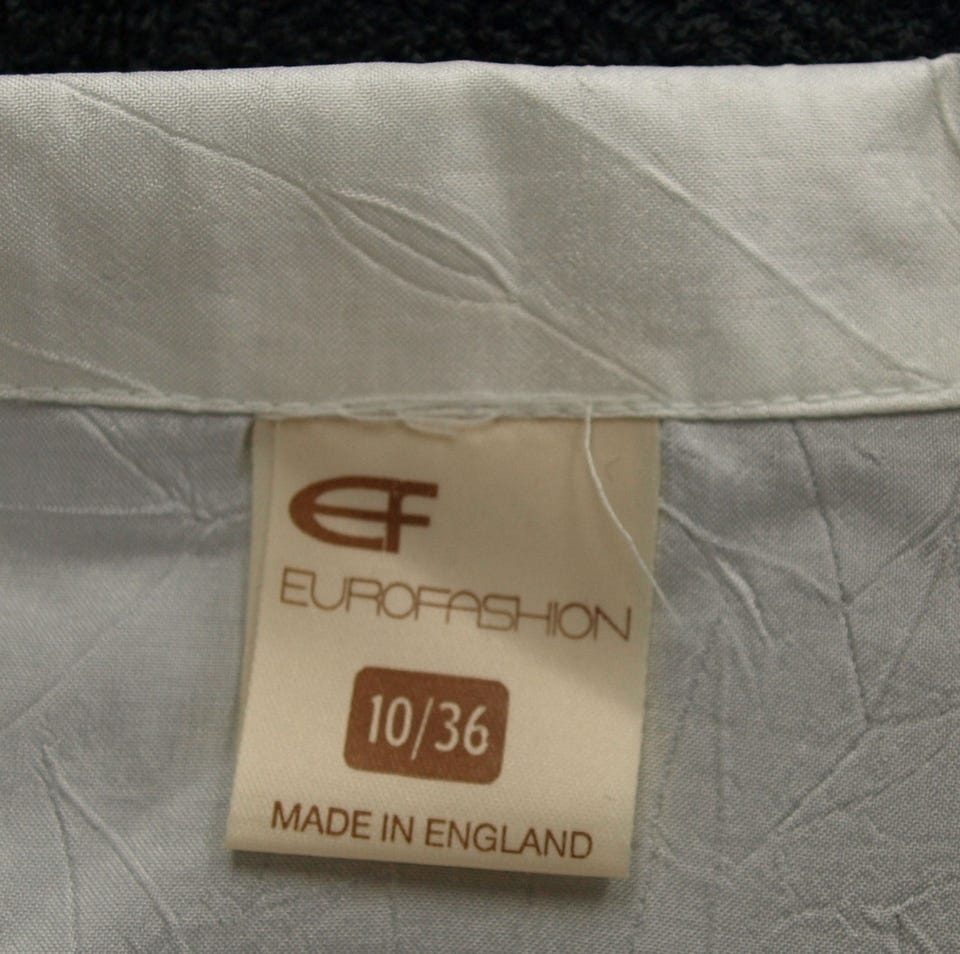 EF
EUROFASHION
10/36
MADE IN ENGLAND